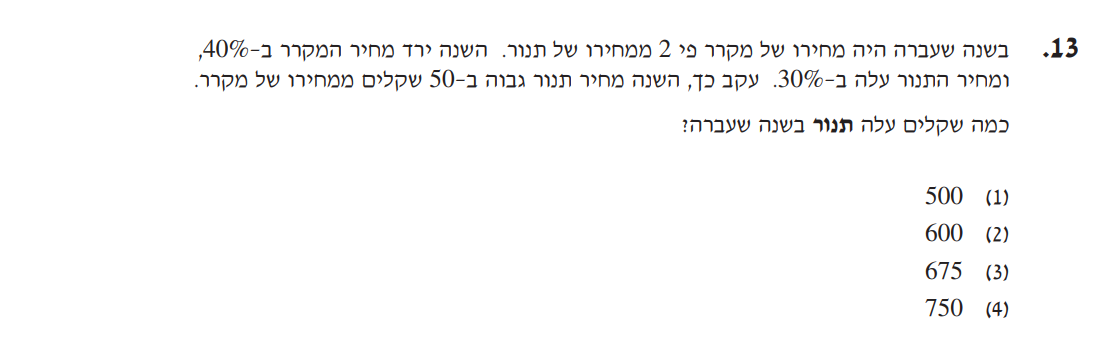 13. בשנה שעברה היה מחירו של מקרר פי 2 ממחירו של תנור. השנה ירד מחיר המקרר ב-40%,
ומחיר התנור עלה ב-30%. עקב כך, השנה מחיר תנור גבוה ב-50 שקלים ממחירו של מקרר.
כמה שקלים עלה תנור בשנה שעברה?
(1) 500
(2) 600
(3) 675
(4) 750